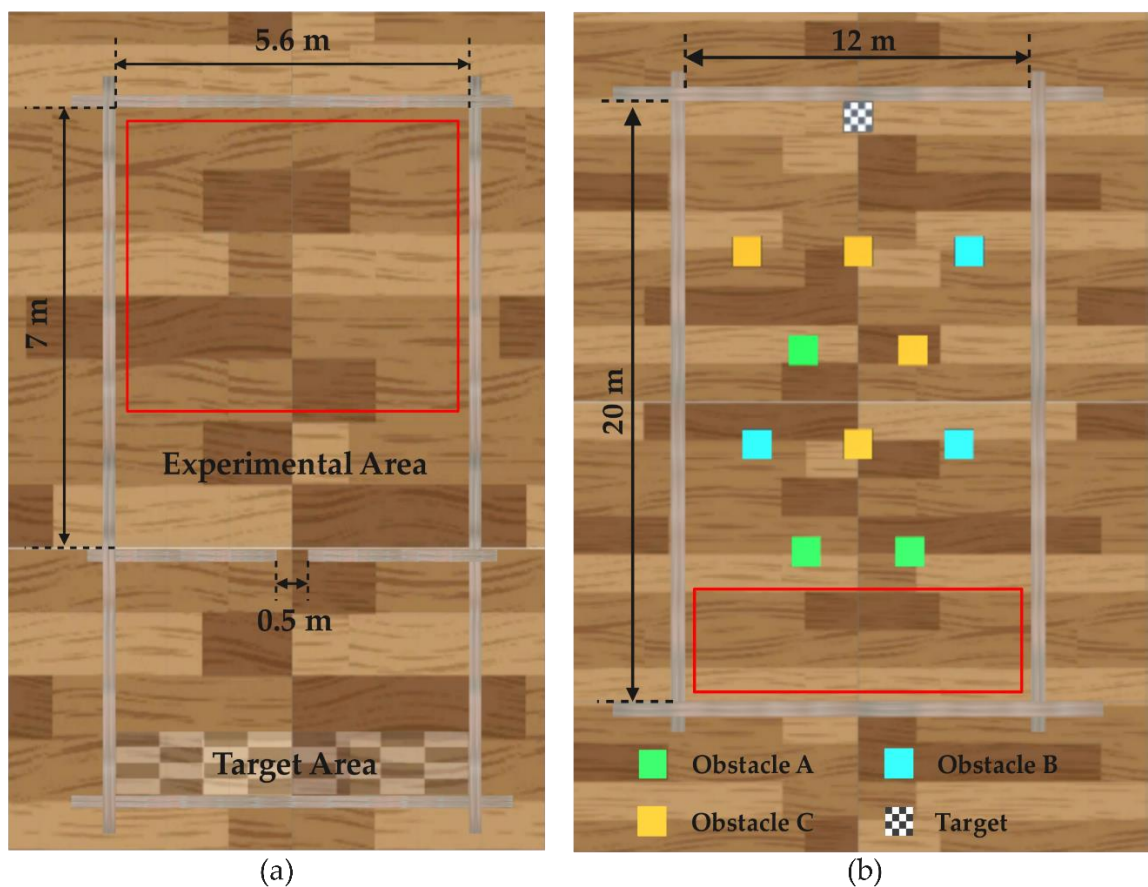 5.6 m
7 m
Experimental Area
0.5 m
Target Area
(a)
12 m
20 m
Obstacle A
Obstacle B
Obstacle C
Target
(b)